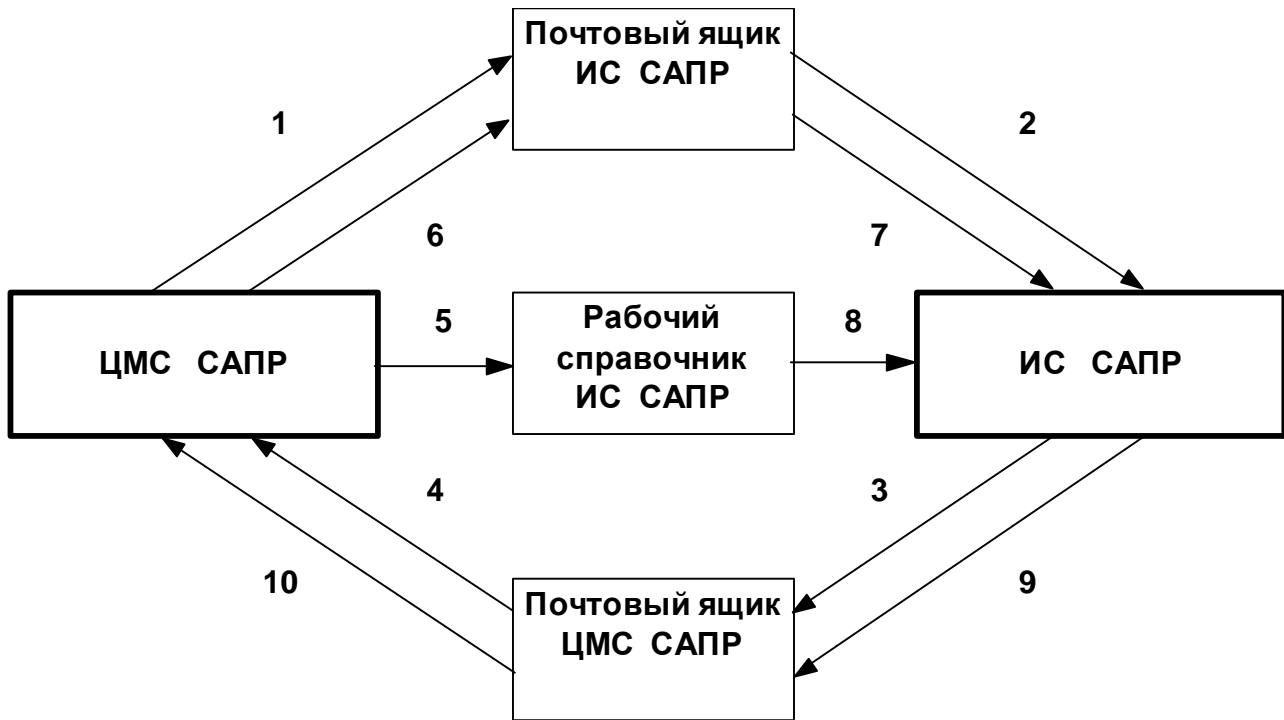 Почтовый ящик
ИС САПР
1
2
6
7
ЦМС САПР
5
Рабочий
справочник
ИС САПР
8
ИС САПР
4
3
10
9
Почтовый ящик
ЦМС САПР